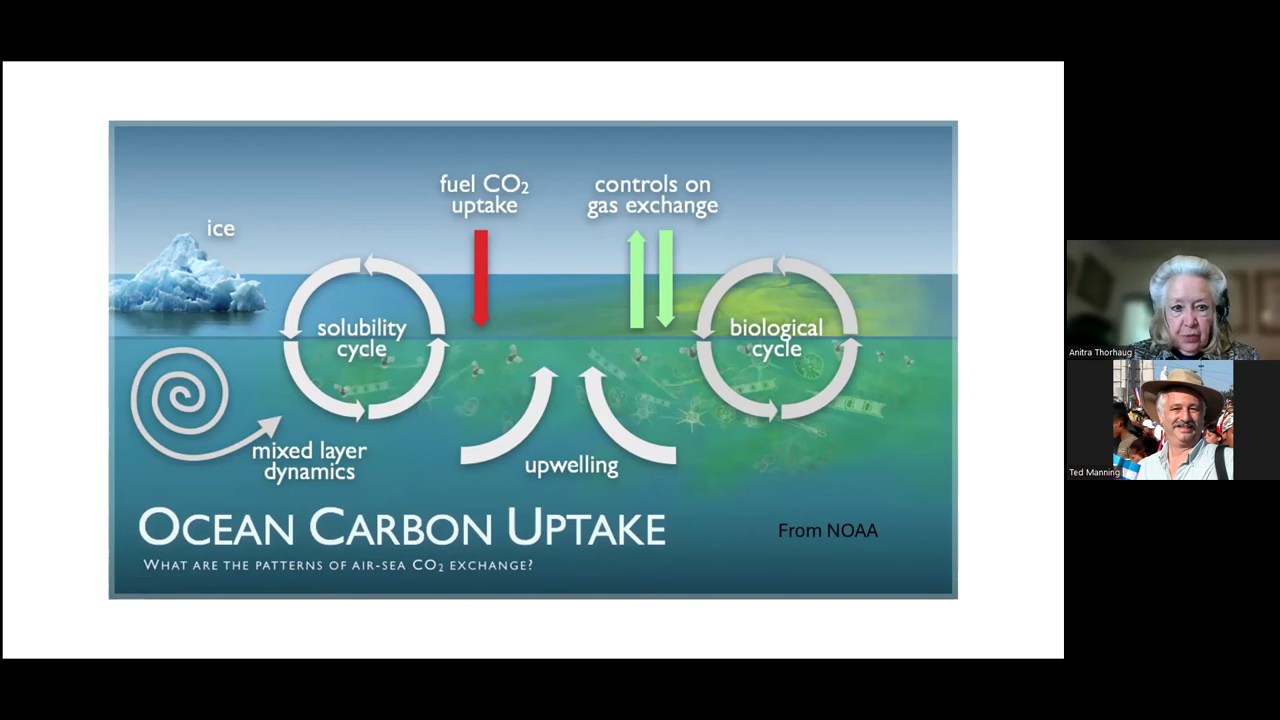 fuel CO₂
uptake
controls on
gas exchange
ice
solubility
cycle
biological
cycle
mixed layer
dynamics
upwelling
OCEAN CARBON UPTAKE
WHAT ARE THE PATTERNS OF AIR-SEA CO₂ EXCHANGE?
From NOAA
Anitra Thorhaug
Ted Manning